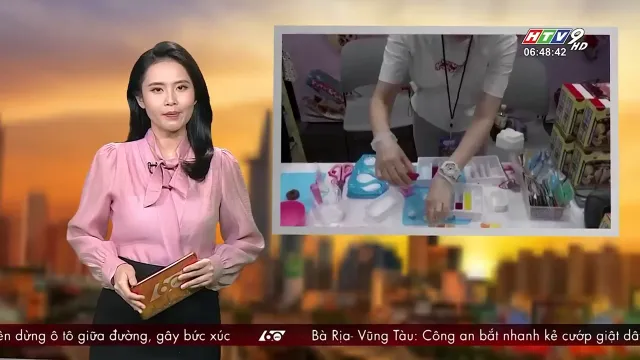 HTV9 HD
06:48:42
60
ên dừng ô tô giữa đường, gây bức xúc 60 Bà Rịa- Vũng Tàu: Công an bắt nhanh kẻ cướp giật dâ